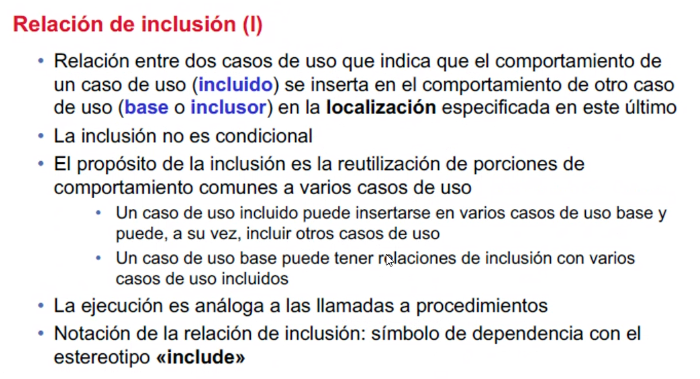 Relación de inclusión (I)
• Relación entre dos casos de uso que indica que el comportamiento de
un caso de uso (incluido) se inserta en el comportamiento de otro caso
de uso (base o inclusor) en la localización especificada en este último
• La inclusión no es condicional
• El propósito de la inclusión es la reutilización de porciones de
comportamiento comunes a varios casos de uso
• Un caso de uso incluido puede insertarse en varios casos de uso base y
puede, a su vez, incluir otros casos de uso
• Un caso de uso base puede tener relaciones de inclusión con varios
casos de uso incluidos
• La ejecución es análoga a las llamadas a procedimientos
• Notación de la relación de inclusión: símbolo de dependencia con el
estereotipo «include»